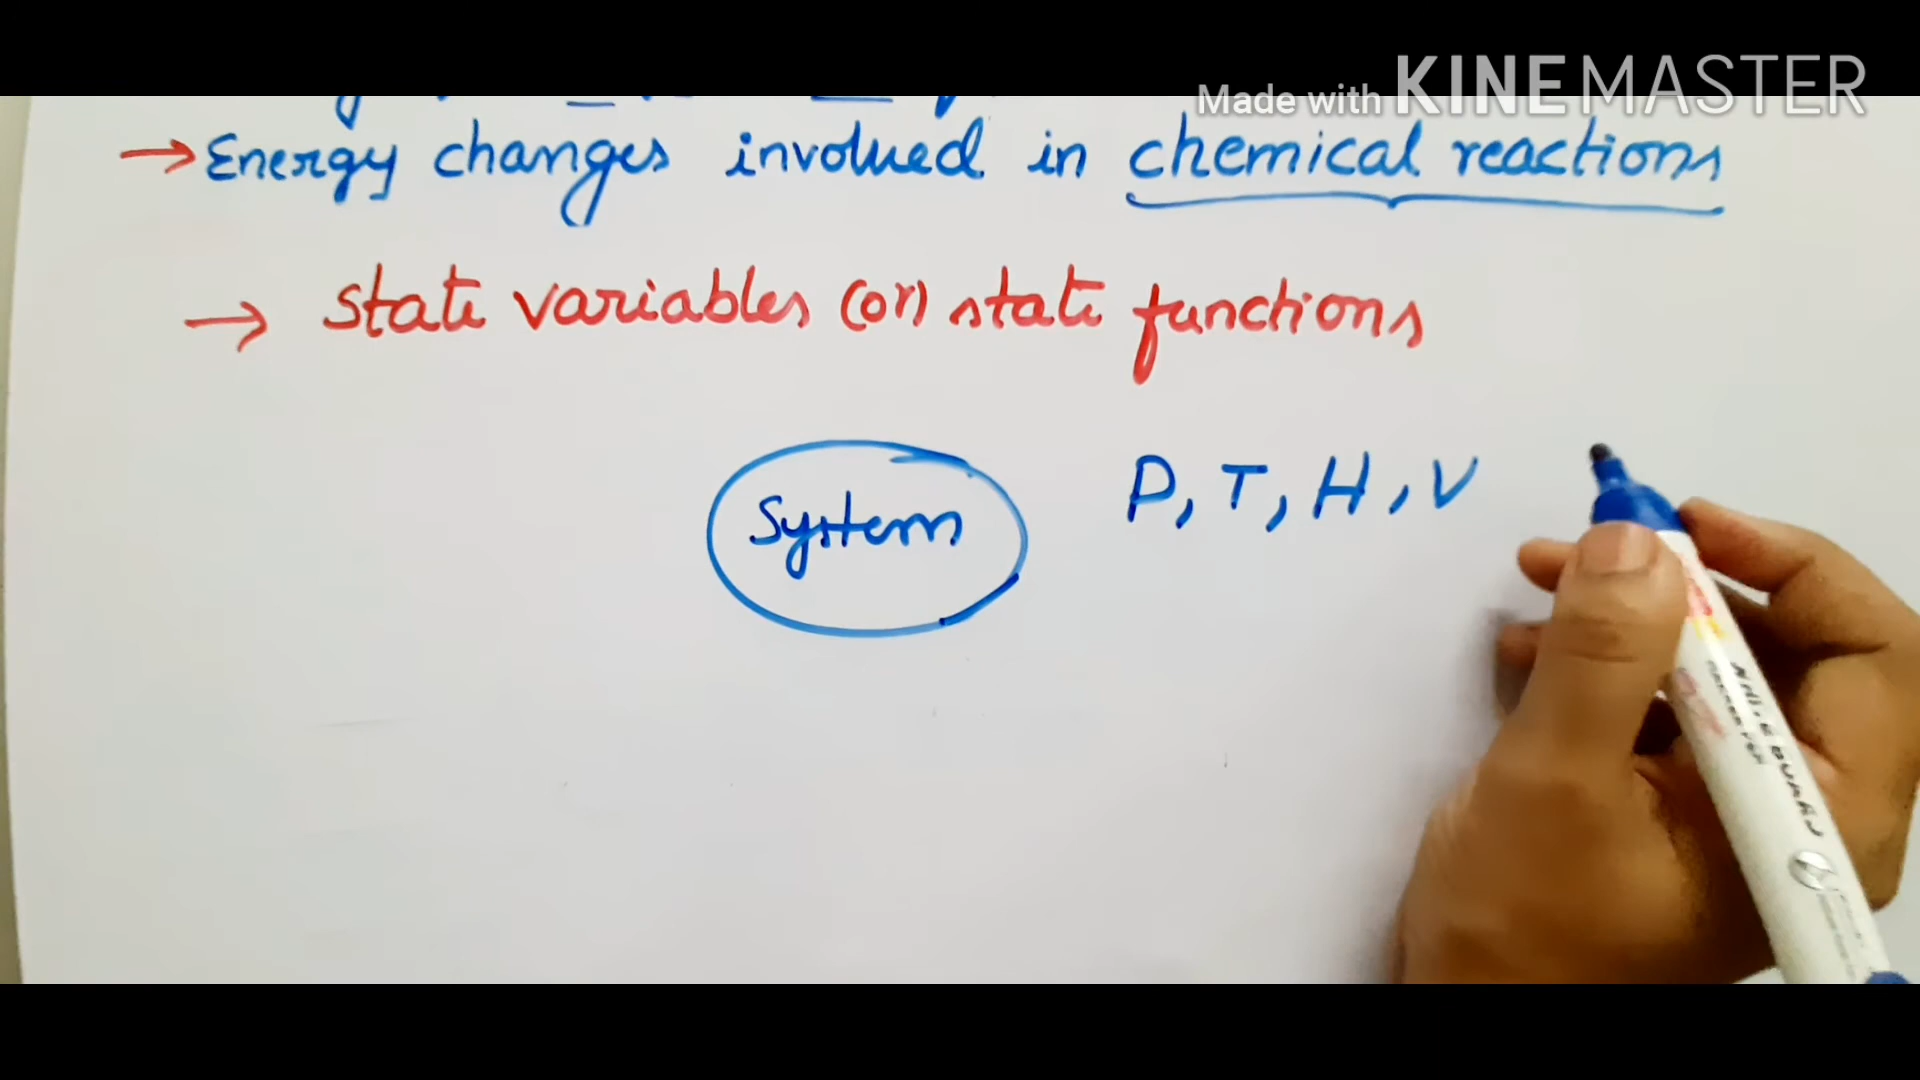 Made with KINEMASTER
→ Energy changes involved in chemical reactions
→ State variables (or) state functions
System
P, T, H, V